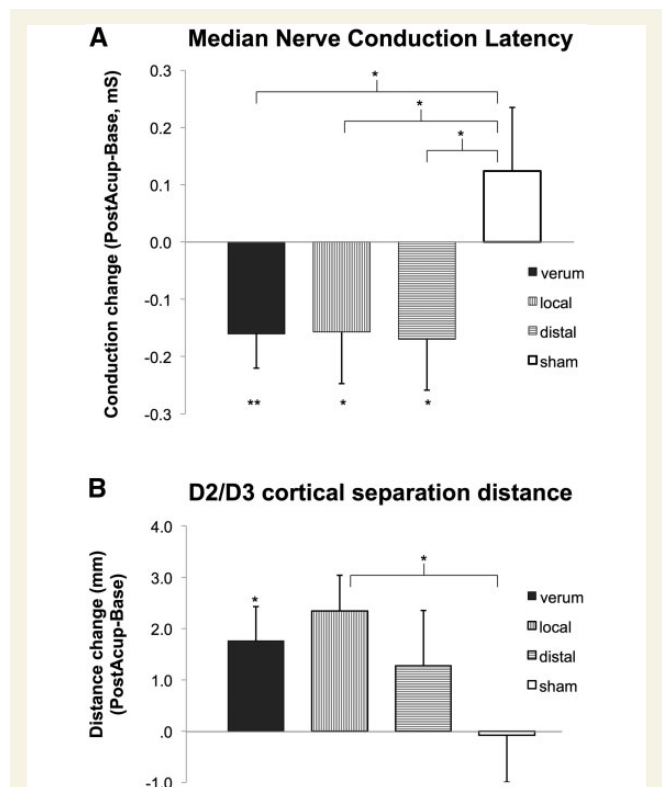 A Median Nerve Conduction Latency
Conduction change (PostAcup-Base, mS)
0.3
0.2
0.1
0.0
-0.1
-0.2
-0.3
*
*
*
**
*
*
verum
local
distal
sham
B D2/D3 cortical separation distance
Distance change (mm)
(PostAcup-Base)
4.0
3.0
2.0
1.0
.0
-1.0
*
*
verum
local
distal
sham